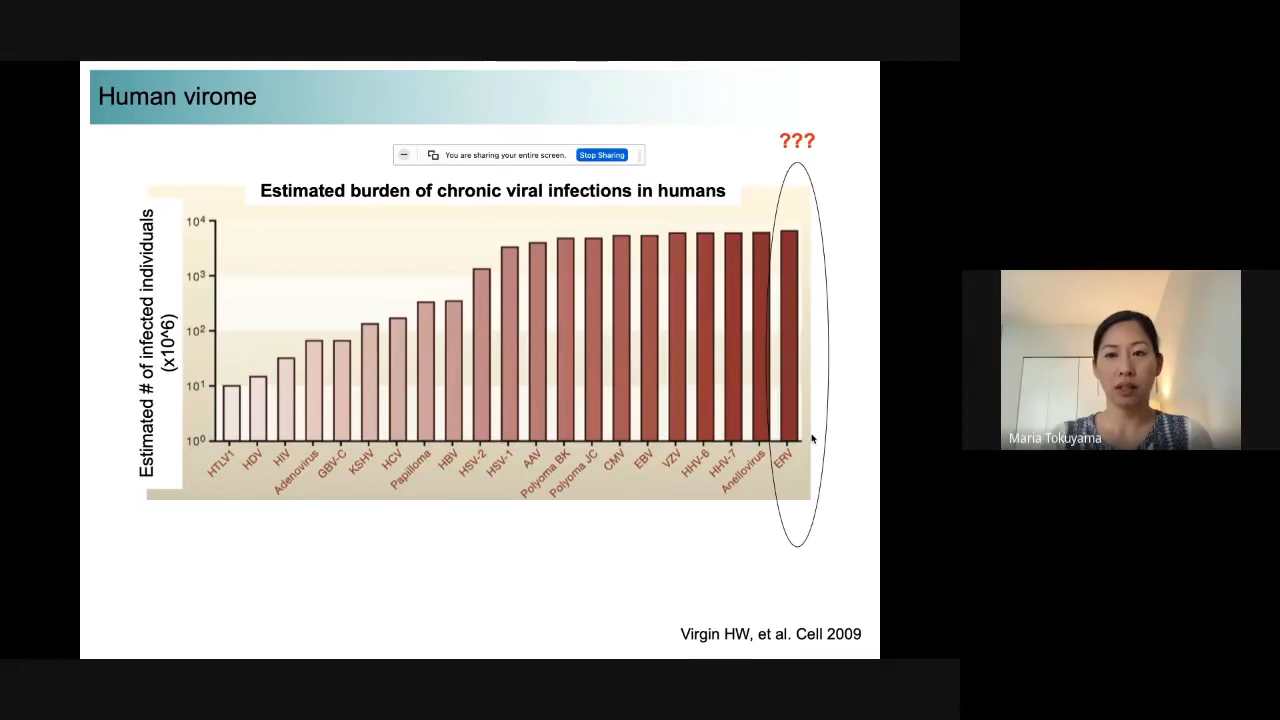 Human virome
???
You are sharing your entire screen.
Stop Sharing
Estimated burden of chronic viral infections in humans
Estimated # of infected individuals
(x10^6)
10⁴
10³
10²
10¹
10⁰
HTLV1
HDV
HIV
Adenovirus
GBV-C
KSHV
HCV
Papilloma
HBV
HSV-2
HSV-1
AAV
Polyoma BK
Polyoma JC
CMV
EBV
VZV
HHV-6
HHV-7
Anellovirus
ERV
Virgin HW, et al. Cell 2009
Maria Tokuyama